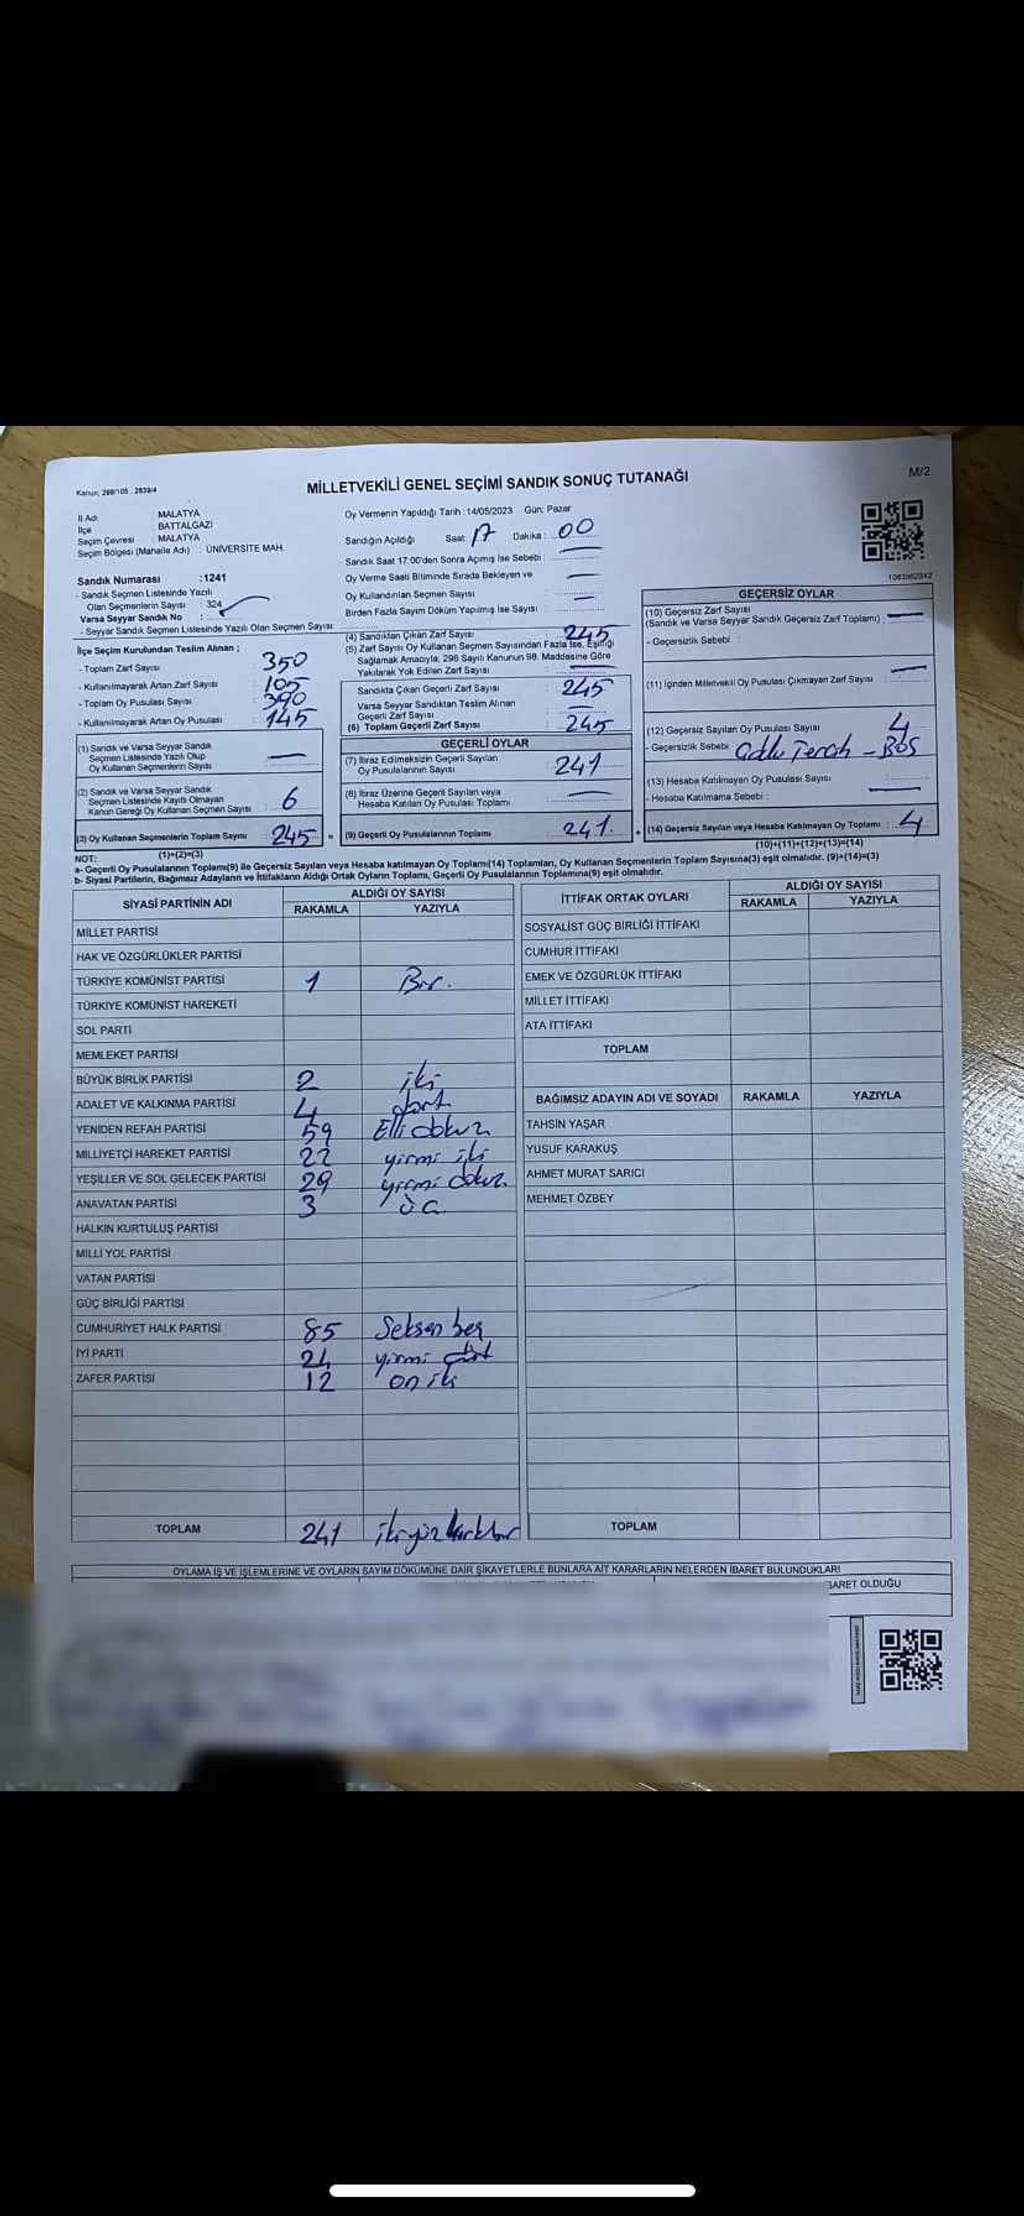 Kanun: 298/105 . 2839/4
MİLLETVEKİLİ GENEL SEÇİMİ SANDIK SONUÇ TUTANAĞI
M/2
İl Adı : MALATYA
İlçe : BATTALGAZİ
Seçim Çevresi : MALATYA
Seçim Bölgesi (Mahalle Adı) : ÜNİVERSİTE MAH.
Oy Vermenin Yapıldığı Tarih : 14/05/2023 Gün: Pazar
Sandığın Açıldığı Saat: 17 Dakika : 00
Sandık Saat 17:00'den Sonra Açımış İse Sebebi :
Oy Verme Saati Bitiminde Sırada Bekleyen ve
Oy Kullandırılan Seçmen Sayısı : —
Birden Fazla Sayım Döküm Yapılmış İse Sayısı :
Sandık Numarası : 1241
- Sandık Seçmen Listesinde Yazılı
Olan Seçmenlerin Sayısı : 324
Varsa Seyyar Sandık No :
- Seyyar Sandık Seçmen Listesinde Yazılı Olan Seçmen Sayısı:
İlçe Seçim Kurulundan Teslim Alınan ;
- Toplam Zarf Sayısı : 350
- Kullanılmayarak Artan Zarf Sayısı : 105
- Toplam Oy Pusulası Sayısı : 390
- Kullanılmayarak Artan Oy Pusulası : 145
(1) Sandık ve Varsa Seyyar Sandık
Seçmen Listesinde Yazılı Olup
Oy Kullanan Seçmenlerin Sayısı : —
(2) Sandık ve Varsa Seyyar Sandık
Seçmen Listesinde Kayıtlı Olmayan
Kanun Gereği Oy Kullanan Seçmen Sayısı : 6
(3) Oy Kullanan Seçmenlerin Toplam Sayısı : 245 =
(1)+(2)=(3)
(4) Sandıktan Çıkan Zarf Sayısı : 245
(5) Zarf Sayısı Oy Kullanan Seçmen Sayısından Fazla İse, Eşitliği
Sağlamak Amacıyla; 298 Sayılı Kanunun 98. Maddesine Göre
Yakılarak Yok Edilen Zarf Sayısı : —
Sandıkta Çıkan Geçerli Zarf Sayısı : 245
Varsa Seyyar Sandıktan Teslim Alınan
Geçerli Zarf Sayısı :
(6) Toplam Geçerli Zarf Sayısı : 245
GEÇERLİ OYLAR
(7) İtiraz Edilmeksizin Geçerli Sayılan
Oy Pusulalarının Sayısı : 241
(8) İtiraz Üzerine Geçerli Sayılan veya
Hesaba Katılan Oy Pusulası Toplamı : —
(9) Geçerli Oy Pusulalarının Toplamı : 241. +
GEÇERSİZ OYLAR
(10) Geçersiz Zarf Sayısı
(Sandık ve Varsa Seyyar Sandık Geçersiz Zarf Toplamı) : —
- Geçersizlik Sebebi :
(11) İçinden Milletvekili Oy Pusulası Çıkmayan Zarf Sayısı : —
(12) Geçersiz Sayılan Oy Pusulası Sayısı : 4
- Geçersizlik Sebebi : - BOŞ
(13) Hesaba Katılmayan Oy Pusulası Sayısı :
- Hesaba Katılmama Sebebi : —
(14) Geçersiz Sayılan veya Hesaba Katılmayan Oy Toplamı : 4
(10)+(11)+(12)+(13)=(14)
NOT:
a- Geçerli Oy Pusulalarının Toplamı(9) ile Geçersiz Sayılan veya Hesaba katılmayan Oy Toplamı(14) Toplamları, Oy Kullanan Seçmenlerin Toplam Sayısına(3) eşit olmalıdır. (9)+(14)=(3)
b- Siyasi Partilerin, Bağımsız Adayların ve İttifakların Aldığı Ortak Oyların Toplamı, Geçerli Oy Pusulalarının Toplamına(9) eşit olmalıdır.
SİYASİ PARTİNİN ADI ALDIĞI OY SAYISI
RAKAMLA YAZIYLA
MİLLET PARTİSİ
HAK VE ÖZGÜRLÜKLER PARTİSİ
TÜRKİYE KOMÜNİST PARTİSİ 1 Bir.
TÜRKİYE KOMÜNİST HAREKETİ
SOL PARTİ
MEMLEKET PARTİSİ
BÜYÜK BİRLİK PARTİSİ 2 iki
ADALET VE KALKINMA PARTİSİ 4 dört
YENİDEN REFAH PARTİSİ 59 Elli dokuz
MİLLİYETÇİ HAREKET PARTİSİ 22 yirmi iki
YEŞİLLER VE SOL GELECEK PARTİSİ 29 yirmi dokuz.
ANAVATAN PARTİSİ 3 üç
HALKIN KURTULUŞ PARTİSİ
MİLLİ YOL PARTİSİ
VATAN PARTİSİ
GÜÇ BİRLİĞİ PARTİSİ
CUMHURİYET HALK PARTİSİ 85 Seksen beş
İYİ PARTİ 24 yirmi dört
ZAFER PARTİSİ 12 on iki
TOPLAM 241 ikiyüz kırkbir
İTTİFAK ORTAK OYLARI ALDIĞI OY SAYISI
RAKAMLA YAZIYLA
SOSYALİST GÜÇ BİRLİĞİ İTTİFAKI
CUMHUR İTTİFAKI
EMEK VE ÖZGÜRLÜK İTTİFAKI
MİLLET İTTİFAKI
ATA İTTİFAKI
TOPLAM
BAĞIMSIZ ADAYIN ADI VE SOYADI RAKAMLA YAZIYLA
TAHSİN YAŞAR
YUSUF KARAKUŞ
AHMET MURAT SARICI
MEHMET ÖZBEY
TOPLAM
OYLAMA İŞ VE İŞLEMLERİNE VE OYLARIN SAYIM DÖKÜMÜNE DAİR ŞİKAYETLERLE BUNLARA AİT KARARLARIN NELERDEN İBARET BULUNDUKLARI
BARET OLDUĞU